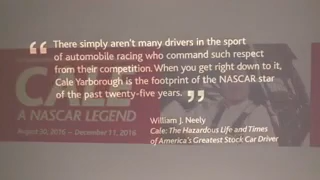 “ There simply aren't many drivers in the sport
of automobile racing who command such respect
from their competition. When you get right down to it,
Cale Yarborough is the footprint of the NASCAR star
of the past twenty-five years. ”
CALE
A NASCAR LEGEND
August 30, 2016 – December 11, 2016
William J. Neely
Cale: The Hazardous Life and Times
of America's Greatest Stock Car Driver